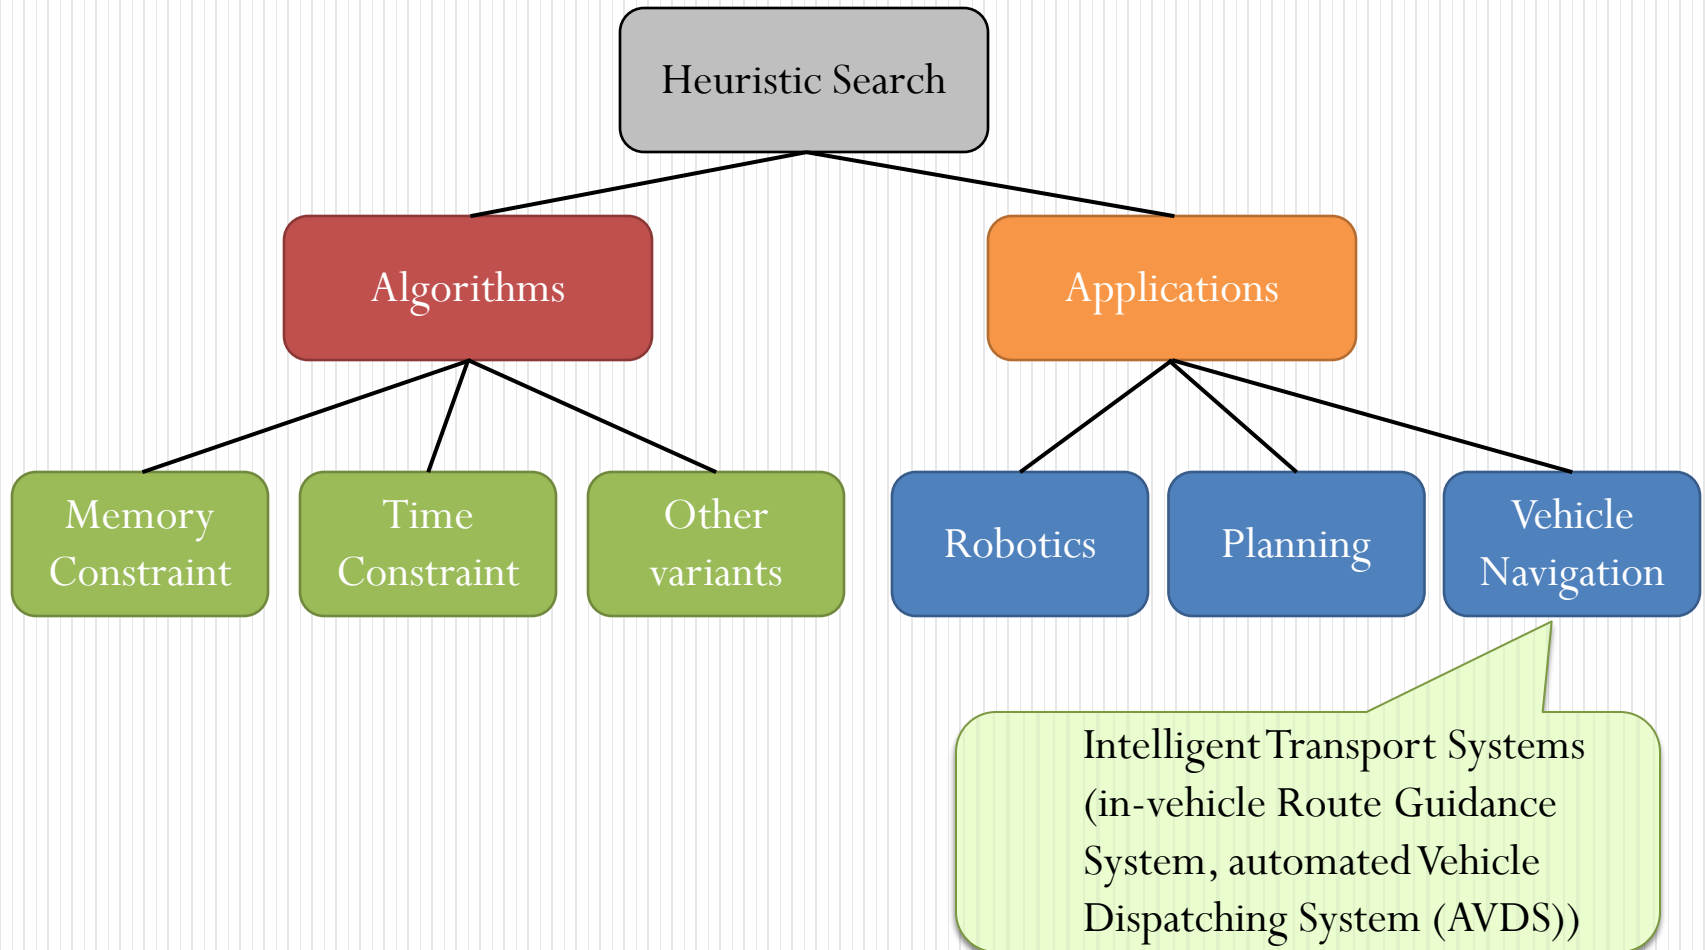 Heuristic Search
Algorithms
Applications
Memory
Constraint
Time
Constraint
Other
variants
Robotics
Planning
Vehicle
Navigation
Intelligent Transport Systems
(in-vehicle Route Guidance
System, automated Vehicle
Dispatching System (AVDS))